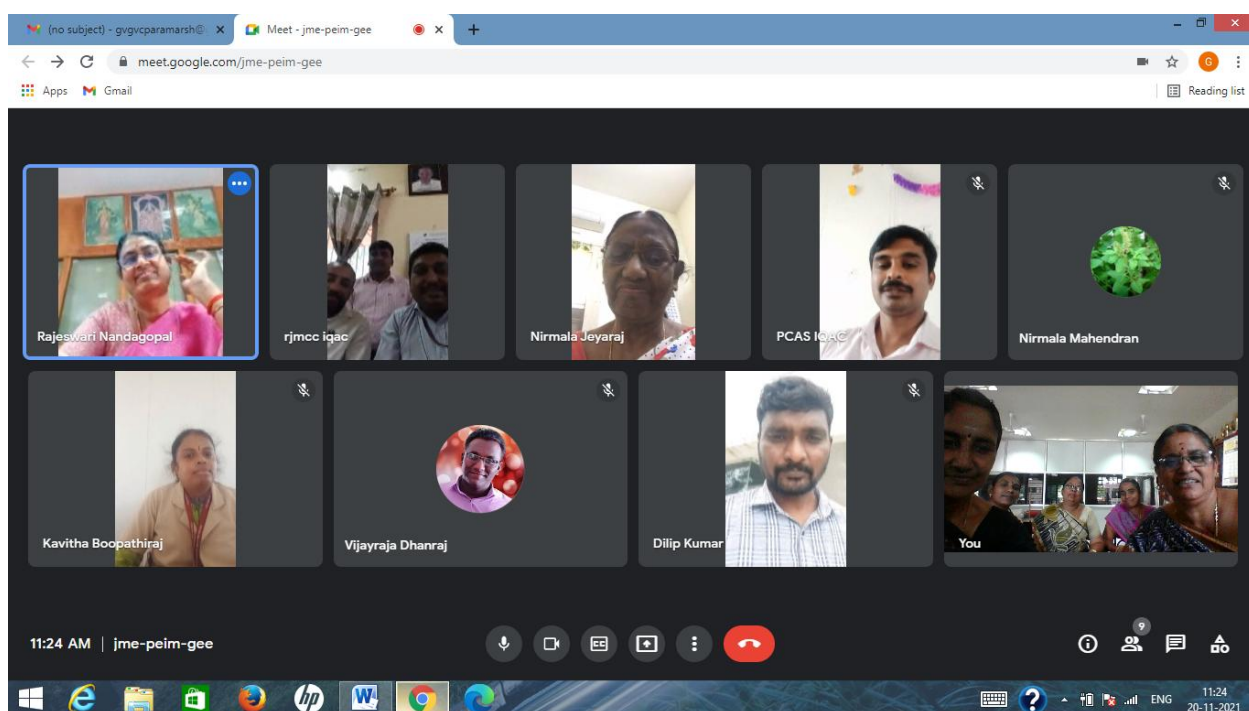 (no subject) - gvgvcparamarsh@
Meet - jme-peim-gee
meet.google.com/jme-peim-gee
G
Apps
Gmail
Reading list
Rajeswari Nandagopal
rjmcc iqac
Nirmala Jeyaraj
PCAS IQAC
Nirmala Mahendran
Kavitha Boopathiraj
Vijayraja Dhanraj
Dilip Kumar
You
11:24 AM | jme-peim-gee
CC
9
hp
W
ENG
11:24
20-11-2021